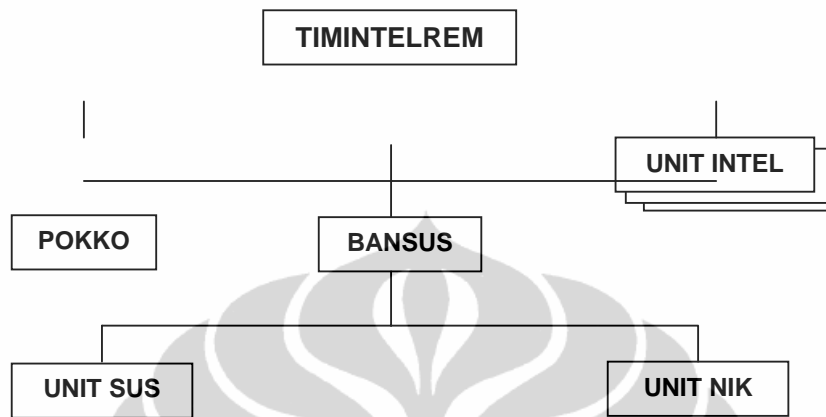 TIMINTELREM
UNIT INTEL
POKKO
BANSUS
UNIT SUS
UNIT NIK